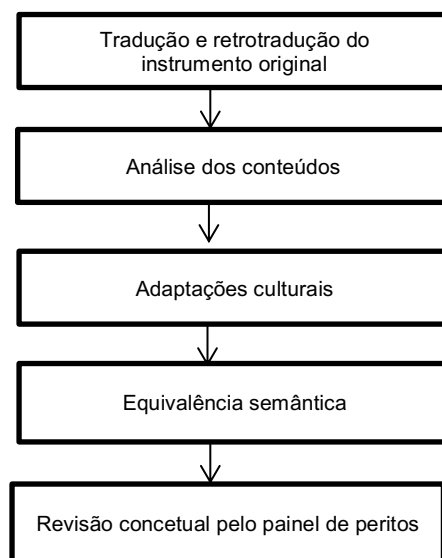 Tradução e retrotradução do
instrumento original
Análise dos conteúdos
Adaptações culturais
Equivalência semântica
Revisão concetual pelo painel de peritos